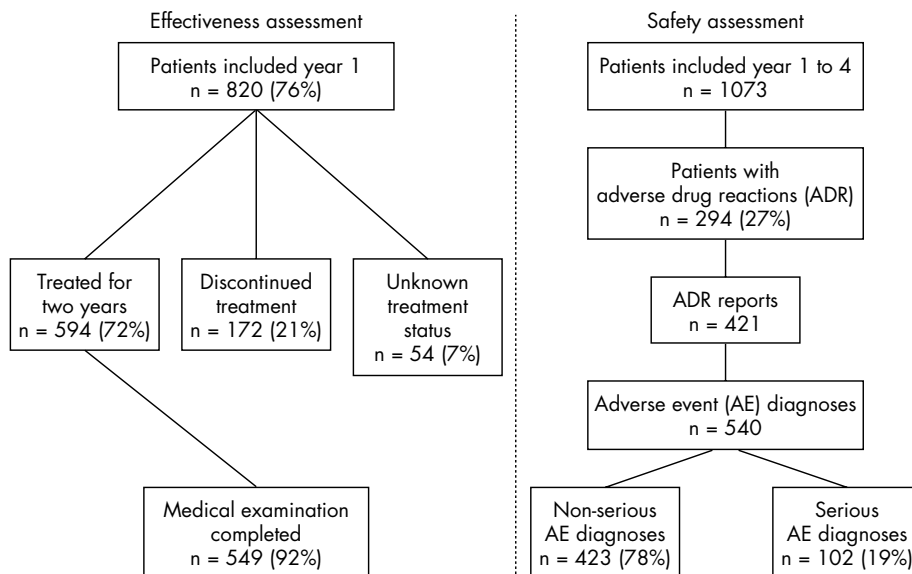 Effectiveness assessment
Patients included year 1
n = 820 (76%)
Treated for
two years
n = 594 (72%)
Discontinued
treatment
n = 172 (21%)
Unknown
treatment
status
n = 54 (7%)
Medical examination
completed
n = 549 (92%)
Safety assessment
Patients included year 1 to 4
n = 1073
Patients with
adverse drug reactions (ADR)
n = 294 (27%)
ADR reports
n = 421
Adverse event (AE) diagnoses
n = 540
Non-serious
AE diagnoses
n = 423 (78%)
Serious
AE diagnoses
n = 102 (19%)